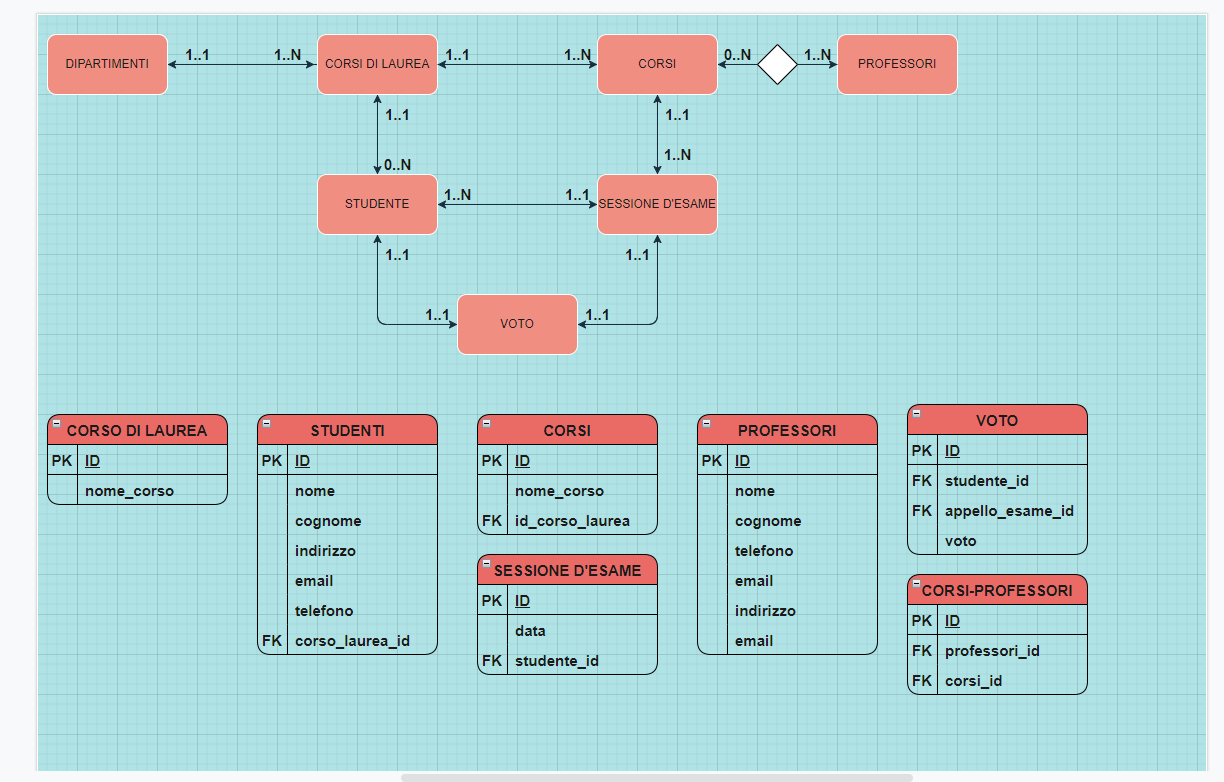 DIPARTIMENTI 1..1 1..N CORSI DI LAUREA 1..1 1..N CORSI 0..N 1..N PROFESSORI
1..1 1..1
0..N 1..N
STUDENTE 1..N 1..1 SESSIONE D'ESAME
1..1 1..1
1..1 VOTO 1..1
CORSO DI LAUREA
PK ID
nome_corso
STUDENTI
PK ID
nome
cognome
indirizzo
email
telefono
FK corso_laurea_id
CORSI
PK ID
nome_corso
FK id_corso_laurea
SESSIONE D'ESAME
PK ID
data
FK studente_id
PROFESSORI
PK ID
nome
cognome
telefono
email
indirizzo
email
VOTO
PK ID
FK studente_id
FK appello_esame_id
voto
CORSI-PROFESSORI
PK ID
FK professori_id
FK corsi_id